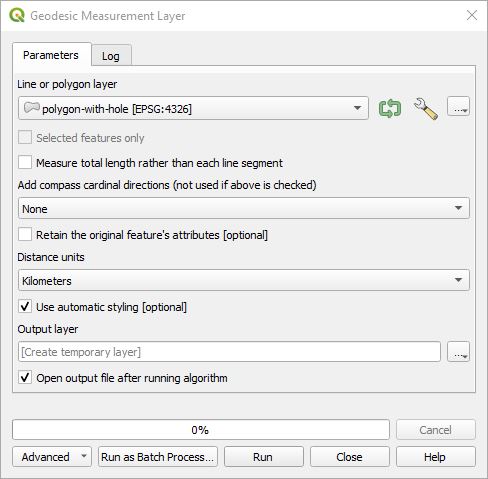 Geodesic Measurement Layer
Parameters Log
Line or polygon layer
polygon-with-hole [EPSG:4326]
...
Selected features only
Measure total length rather than each line segment
Add compass cardinal directions (not used if above is checked)
None
Retain the original feature's attributes [optional]
Distance units
Kilometers
Use automatic styling [optional]
Output layer
[Create temporary layer]
...
Open output file after running algorithm
0% Cancel
Advanced Run as Batch Process... Run Close Help